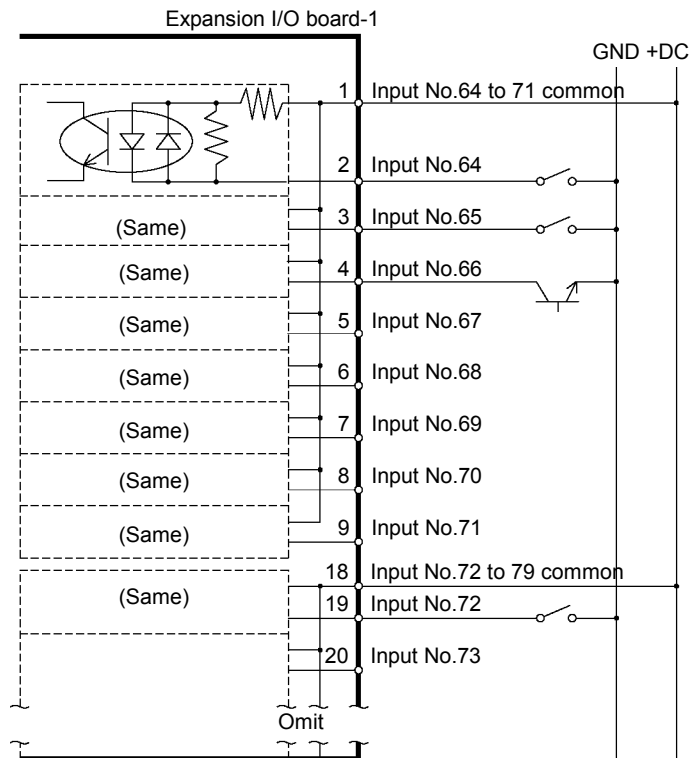 Expansion I/O board-1
GND +DC
1 Input No.64 to 71 common
2 Input No.64
(Same) 3 Input No.65
(Same) 4 Input No.66
(Same) 5 Input No.67
(Same) 6 Input No.68
(Same) 7 Input No.69
(Same) 8 Input No.70
(Same) 9 Input No.71
18 Input No.72 to 79 common
(Same) 19 Input No.72
20 Input No.73
Omit